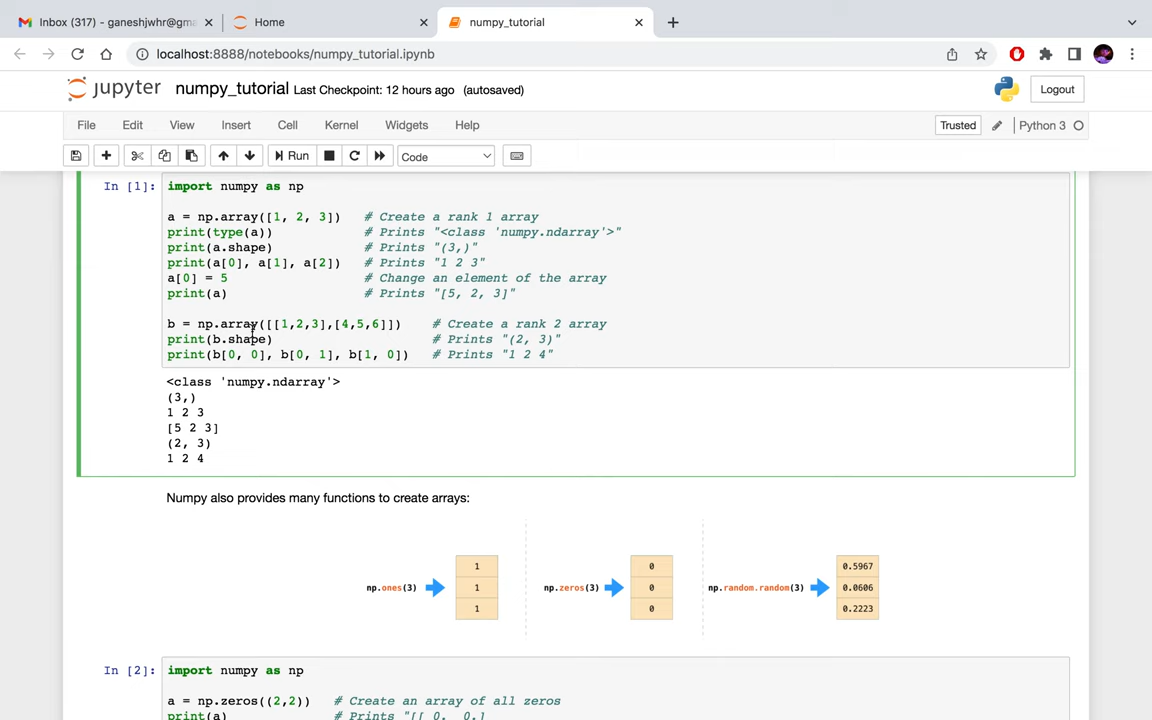 Inbox (317) - ganeshjwhr@gma
Home
numpy_tutorial
localhost:8888/notebooks/numpy_tutorial.ipynb
jupyter numpy_tutorial Last Checkpoint: 12 hours ago (autosaved)
Logout
File Edit View Insert Cell Kernel Widgets Help
Trusted
Python 3
Run
Code
In [1]:
import numpy as np
a = np.array([1, 2, 3]) # Create a rank 1 array
print(type(a)) # Prints "<class 'numpy.ndarray'>"
print(a.shape) # Prints "(3,)"
print(a[0], a[1], a[2]) # Prints "1 2 3"
a[0] = 5 # Change an element of the array
print(a) # Prints "[5, 2, 3]"
b = np.array([[1,2,3],[4,5,6]]) # Create a rank 2 array
print(b.shape) # Prints "(2, 3)"
print(b[0, 0], b[0, 1], b[1, 0]) # Prints "1 2 4"
<class 'numpy.ndarray'>
(3,)
1 2 3
[5 2 3]
(2, 3)
1 2 4
Numpy also provides many functions to create arrays:
np.ones(3)
1
1
1
np.zeros(3)
0
0
0
np.random.random(3)
0.5967
0.0606
0.2223
In [2]:
import numpy as np
a = np.zeros((2,2)) # Create an array of all zeros
print(a) # Prints "[[ 0. 0.]